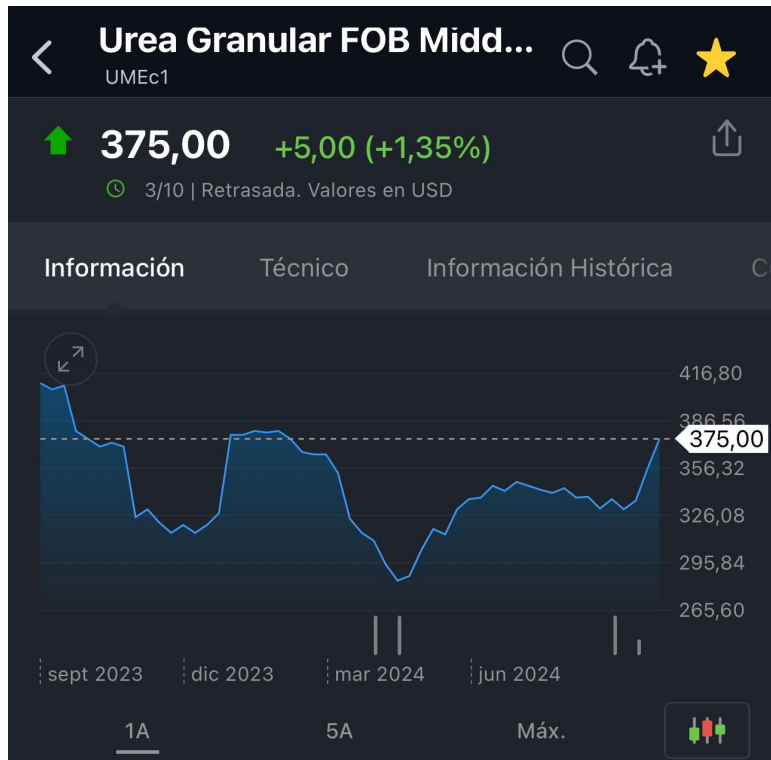 Urea Granular FOB Midd...
UMEc1
375,00 +5,00 (+1,35%)
3/10 | Retrasada. Valores en USD
Información Técnico Información Histórica C
416,80
386,56
375,00
356,32
326,08
295,84
265,60
sept 2023 dic 2023 mar 2024 jun 2024
1A 5A Máx.